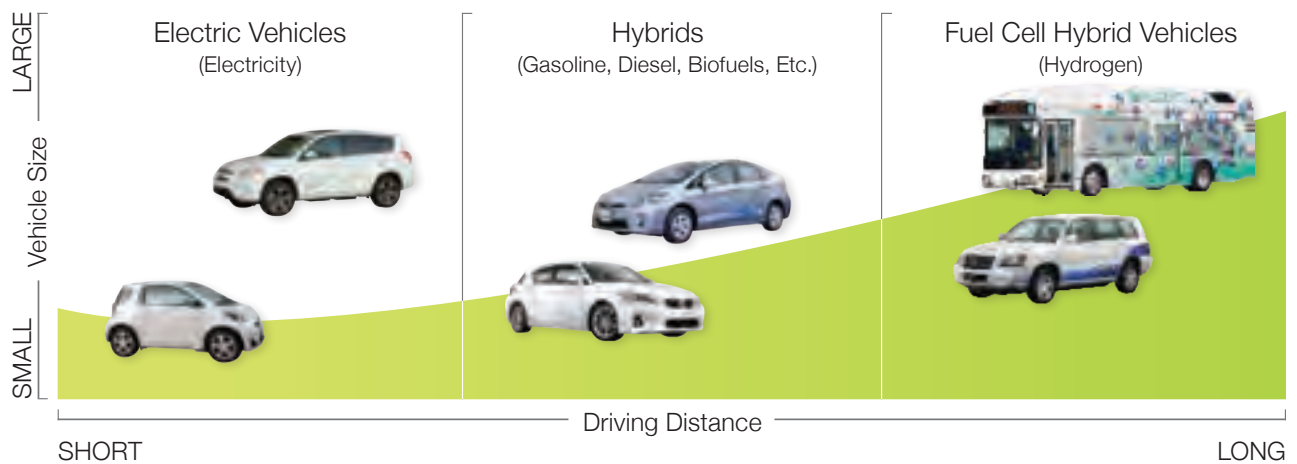 LARGE
Vehicle Size
SMALL
Electric Vehicles
(Electricity)
Hybrids
(Gasoline, Diesel, Biofuels, Etc.)
Fuel Cell Hybrid Vehicles
(Hydrogen)
Driving Distance
SHORT
LONG